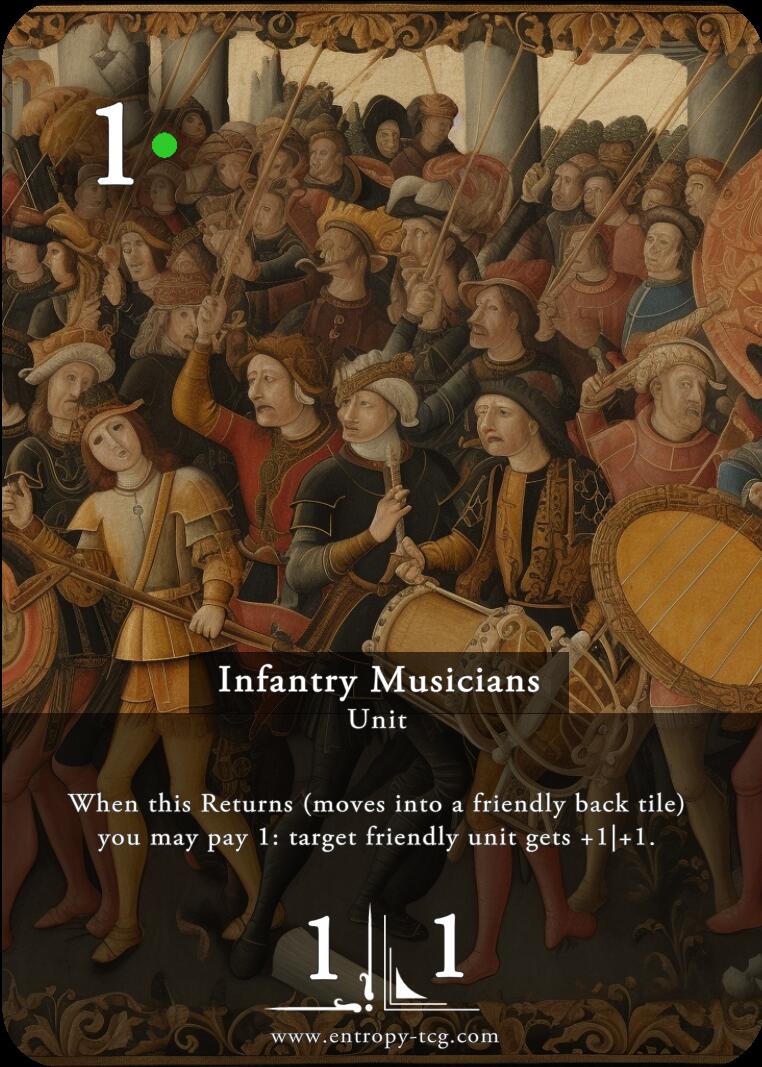 1
Infantry Musicians
Unit
When this Returns (moves into a friendly back tile)
you may pay 1: target friendly unit gets +1|+1.
1 1
www.entropy-tcg.com